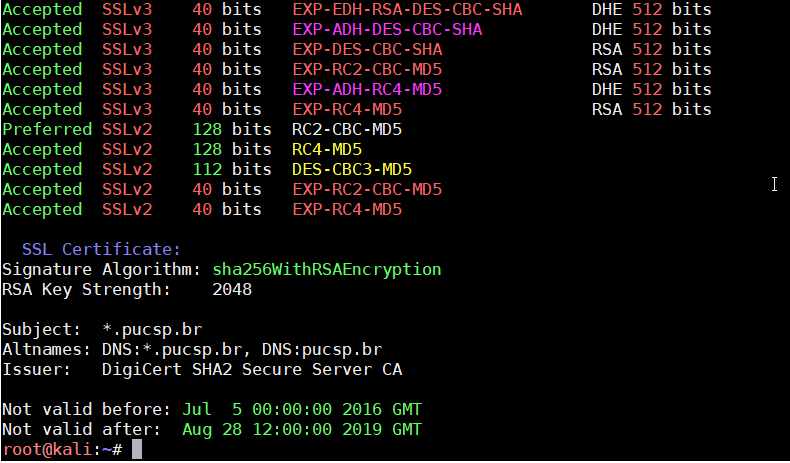 Accepted  SSLv3    40 bits   EXP-EDH-RSA-DES-CBC-SHA       DHE 512 bits
Accepted  SSLv3    40 bits   EXP-ADH-DES-CBC-SHA           DHE 512 bits
Accepted  SSLv3    40 bits   EXP-DES-CBC-SHA               RSA 512 bits
Accepted  SSLv3    40 bits   EXP-RC2-CBC-MD5               RSA 512 bits
Accepted  SSLv3    40 bits   EXP-ADH-RC4-MD5               DHE 512 bits
Accepted  SSLv3    40 bits   EXP-RC4-MD5                   RSA 512 bits
Preferred SSLv2    128 bits  RC2-CBC-MD5
Accepted  SSLv2    128 bits  RC4-MD5
Accepted  SSLv2    112 bits  DES-CBC3-MD5
Accepted  SSLv2    40 bits   EXP-RC2-CBC-MD5
Accepted  SSLv2    40 bits   EXP-RC4-MD5
SSL Certificate:
Signature Algorithm: sha256WithRSAEncryption
RSA Key Strength:    2048
Subject:  *.pucsp.br
Altnames: DNS:*.pucsp.br, DNS:pucsp.br
Issuer:   DigiCert SHA2 Secure Server CA
Not valid before: Jul  5 00:00:00 2016 GMT
Not valid after:  Aug 28 12:00:00 2019 GMT
root@kali:~#